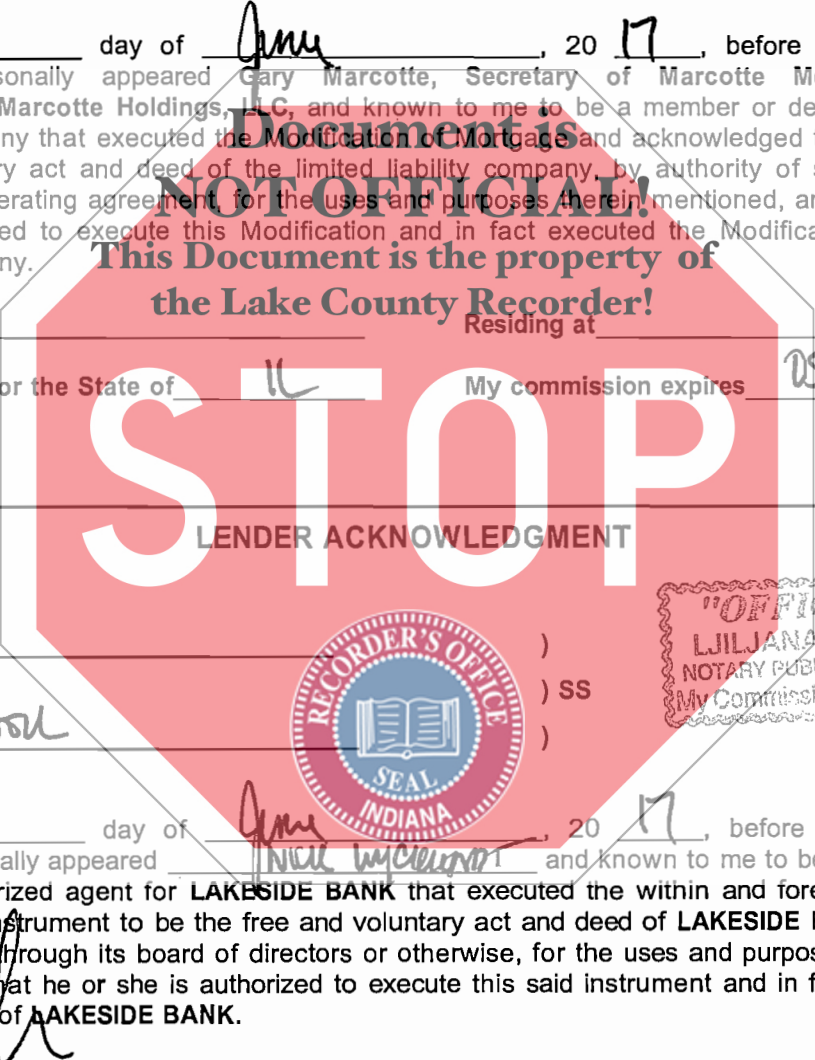 day of June, 20 17, before
sonally appeared Gary Marcotte, Secretary of Marcotte M
Marcotte Holdings, LLC, and known to me to be a member or de
Document is
ny that executed the Modification of Mortgage and acknowledged
ry act and deed of the limited liability company, by authority of s
NOT OFFICIAL!
erating agreement, for the uses and purposes therein mentioned, an
ed to execute this Modification and in fact executed the Modifica
ny.
This Document is the property of
the Lake County Recorder!
Residing at
or the State of IL My commission expires
STOP
LENDER ACKNOWLEDGMENT
"OFFIC
LJILJANA
NOTARY PUB
My Commissi
)
) SS
)
RECORDER'S OFFICE
SEAL
INDIANA
day of June, 20 17, before
ally appeared and known to me to be
rized agent for LAKESIDE BANK that executed the within and fore
strument to be the free and voluntary act and deed of LAKESIDE
hrough its board of directors or otherwise, for the uses and purpos
at he or she is authorized to execute this said instrument and in f
of LAKESIDE BANK.